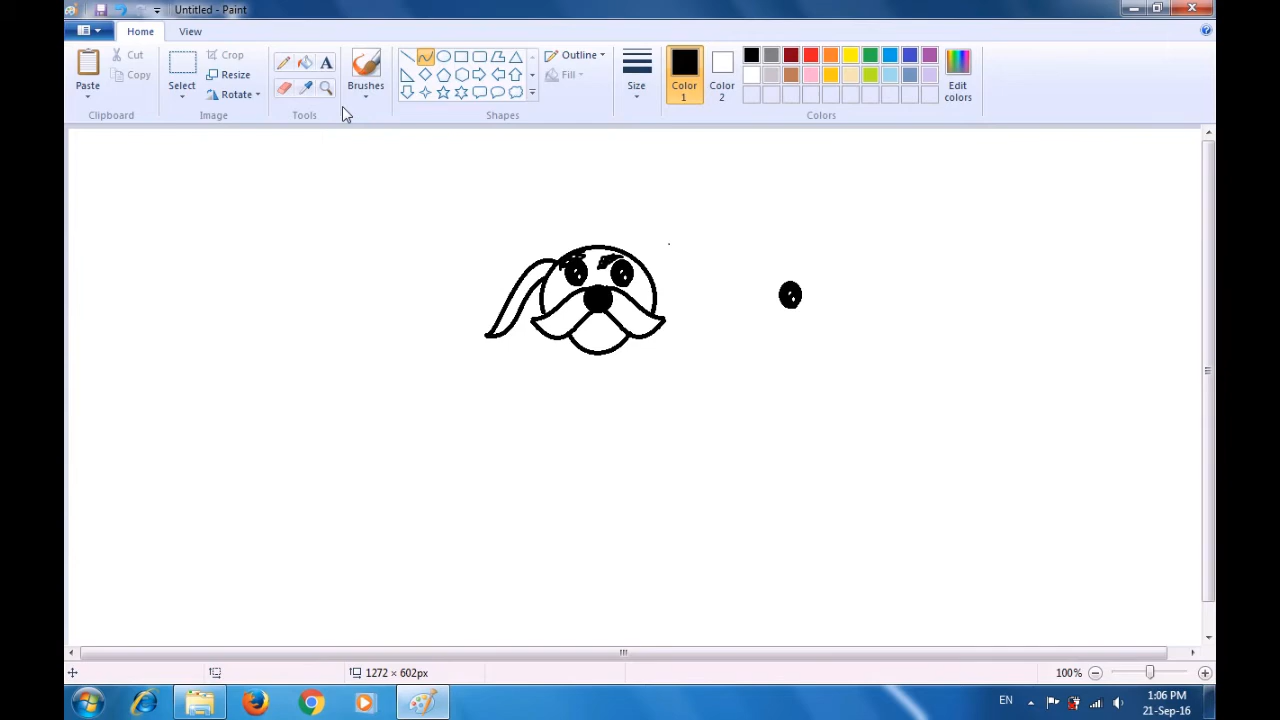 Untitled - Paint
Home View
Paste
Cut
Copy
Clipboard
Select
Crop
Resize
Rotate
Image
A
Tools
Brushes
Outline
Fill
Shapes
Size
Color 1
Color 2
Edit colors
Colors
1272 × 602px
100%
EN
1:06 PM
21-Sep-16